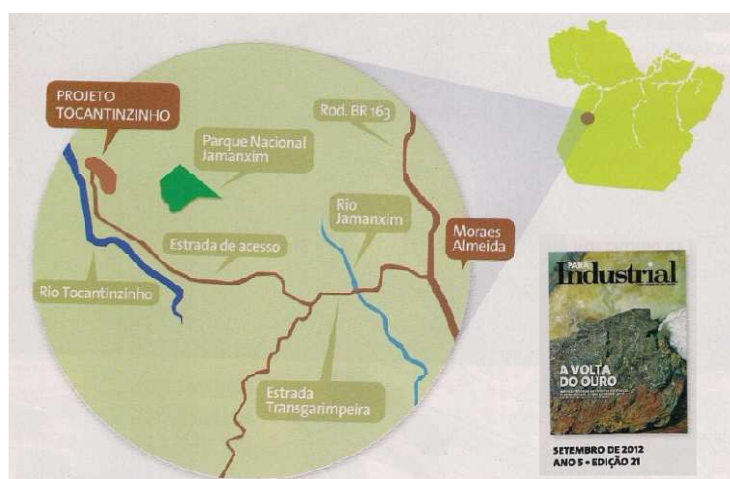 PROJETO
TOCANTINZINHO
Parque Nacional
Jamanxim
Rod. BR 163
Rio
Jamanxim
Moraes
Almeida
Estrada de acesso
Rio Tocantinzinho
Estrada
Transgarimpeira
PARÁ
Industrial
A VOLTA
DO OURO
SETEMBRO DE 2012
ANO 5 - EDIÇÃO 21